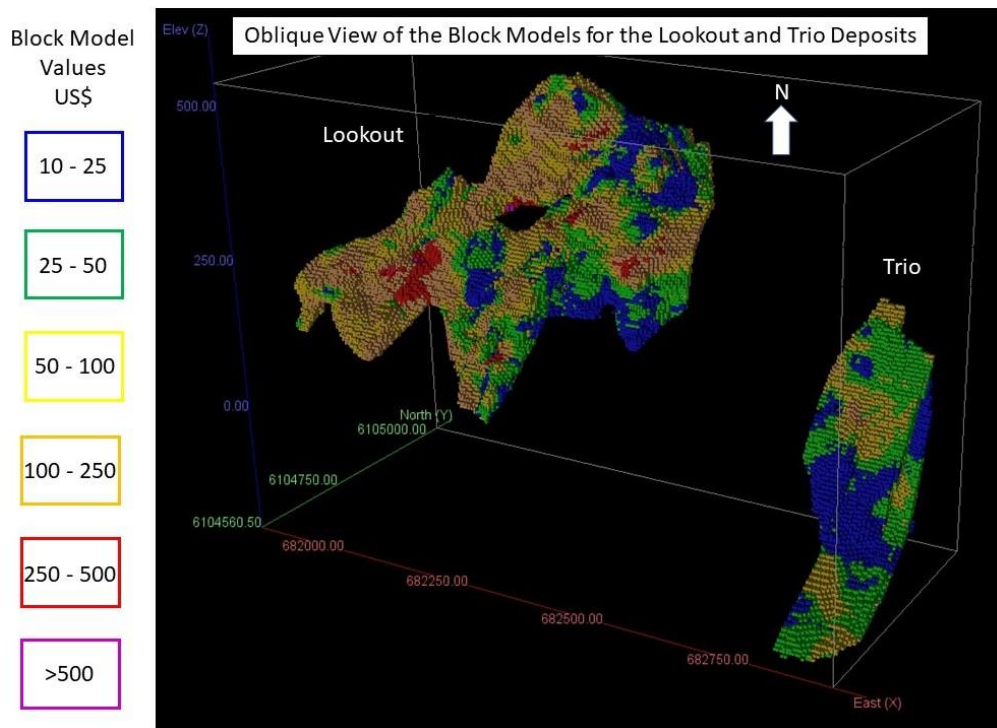 Block Model
Values
US$
10 - 25
25 - 50
50 - 100
100 - 250
250 - 500
>500
Elev (Z)
Oblique View of the Block Models for the Lookout and Trio Deposits
N
500.00
Lookout
250.00
Trio
0.00
North (Y)
6105000.00
6104750.00
6104560.50
682000.00
682250.00
682500.00
682750.00
East (X)